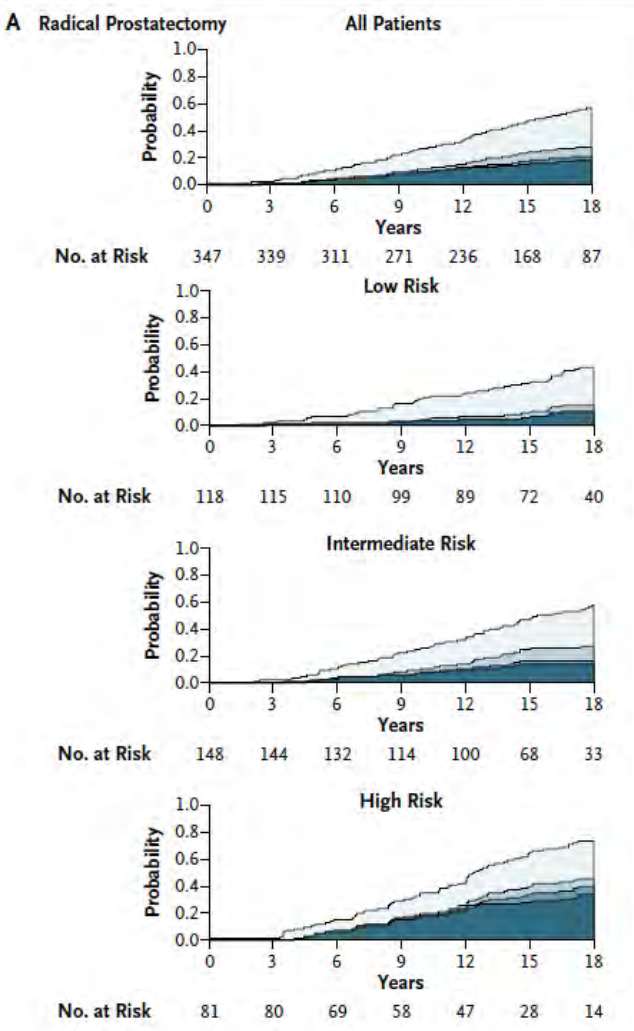 A Radical Prostatectomy All Patients
1.0
0.8
0.6
0.4
0.2
0.0
Probability
0 3 6 9 12 15 18
Years
No. at Risk 347 339 311 271 236 168 87
Low Risk
1.0
0.8
0.6
0.4
0.2
0.0
Probability
0 3 6 9 12 15 18
Years
No. at Risk 118 115 110 99 89 72 40
Intermediate Risk
1.0
0.8
0.6
0.4
0.2
0.0
Probability
0 3 6 9 12 15 18
Years
No. at Risk 148 144 132 114 100 68 33
High Risk
1.0
0.8
0.6
0.4
0.2
0.0
Probability
0 3 6 9 12 15 18
Years
No. at Risk 81 80 69 58 47 28 14